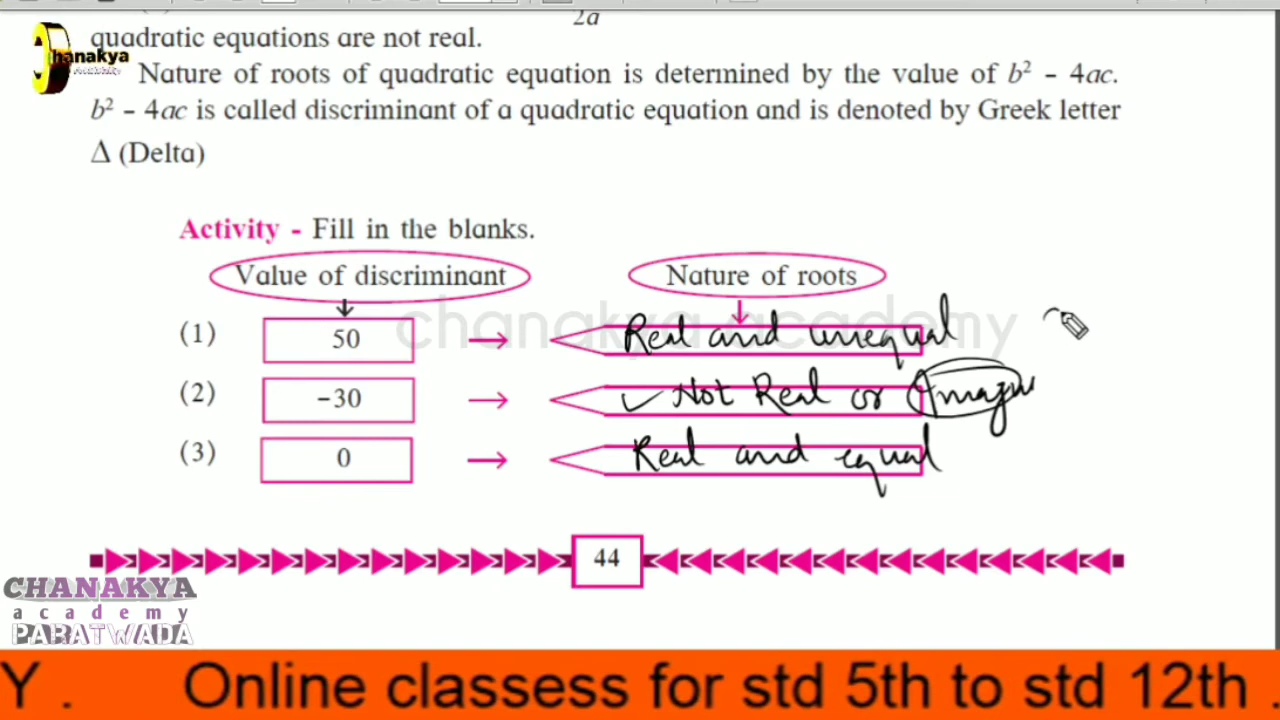 2a
hanakya
quadratic equations are not real.
Nature of roots of quadratic equation is determined by the value of b² – 4ac.
b² – 4ac is called discriminant of a quadratic equation and is denoted by Greek letter
Δ (Delta)
Activity - Fill in the blanks.
Value of discriminant Nature of roots
chanakya academy
(1) 50 → Real and unequal
(2) -30 → Not Real or
(3) 0 → Real and equal
44
CHANAKYA
academy
PARATWADA
Y . Online classess for std 5th to std 12th .